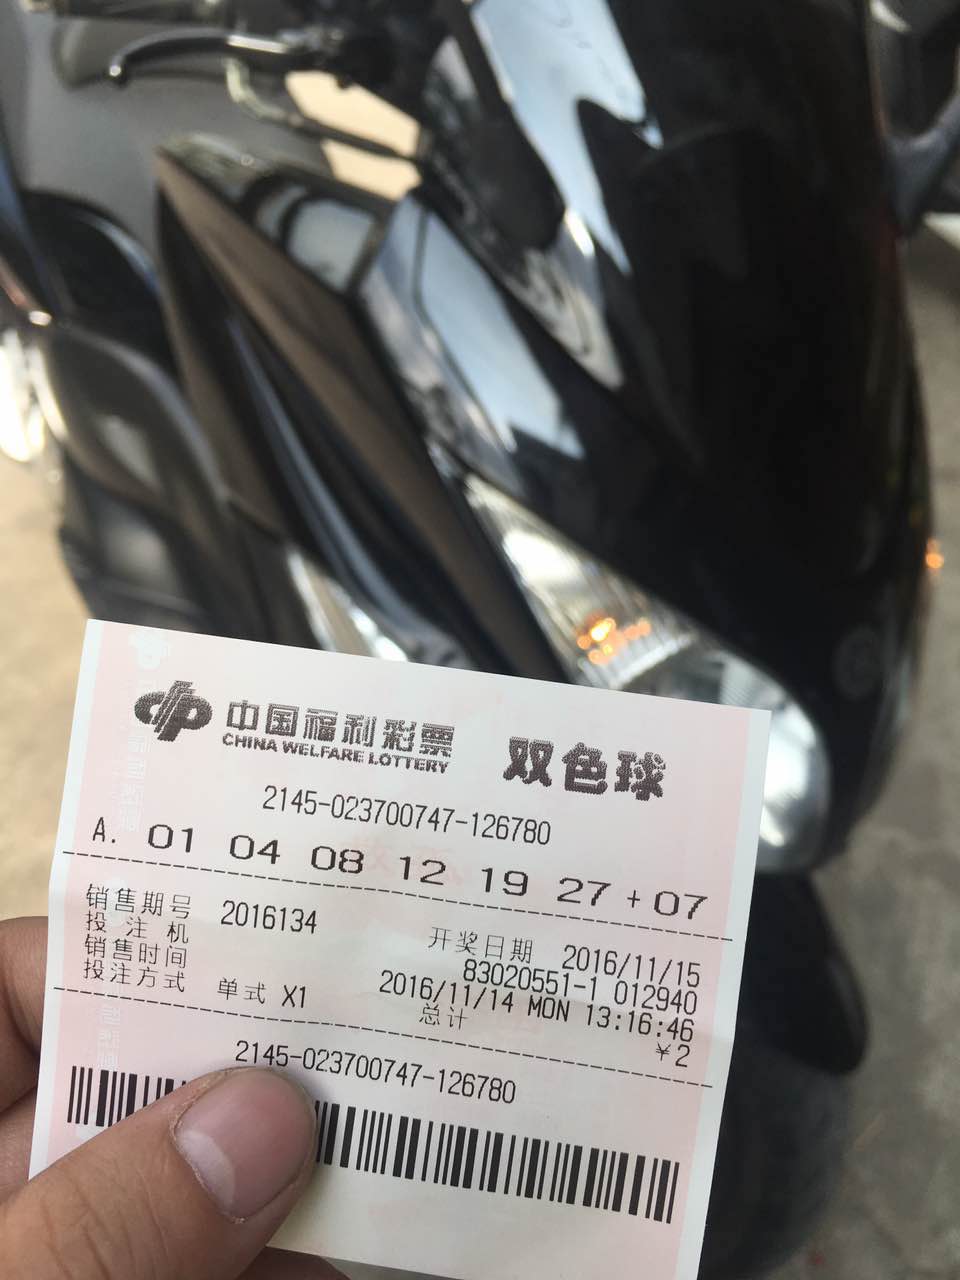 中国福利彩票 双色球
CHINA WELFARE LOTTERY
2145-023700747-126780
A. 01 04 08 12 19 27 + 07
销售期号 2016134 开奖日期 2016/11/15
投注机 83020551-1 012940
销售时间 2016/11/14 MON 13:16:46
投注方式 单式 X1 总计 ¥2
2145-023700747-126780